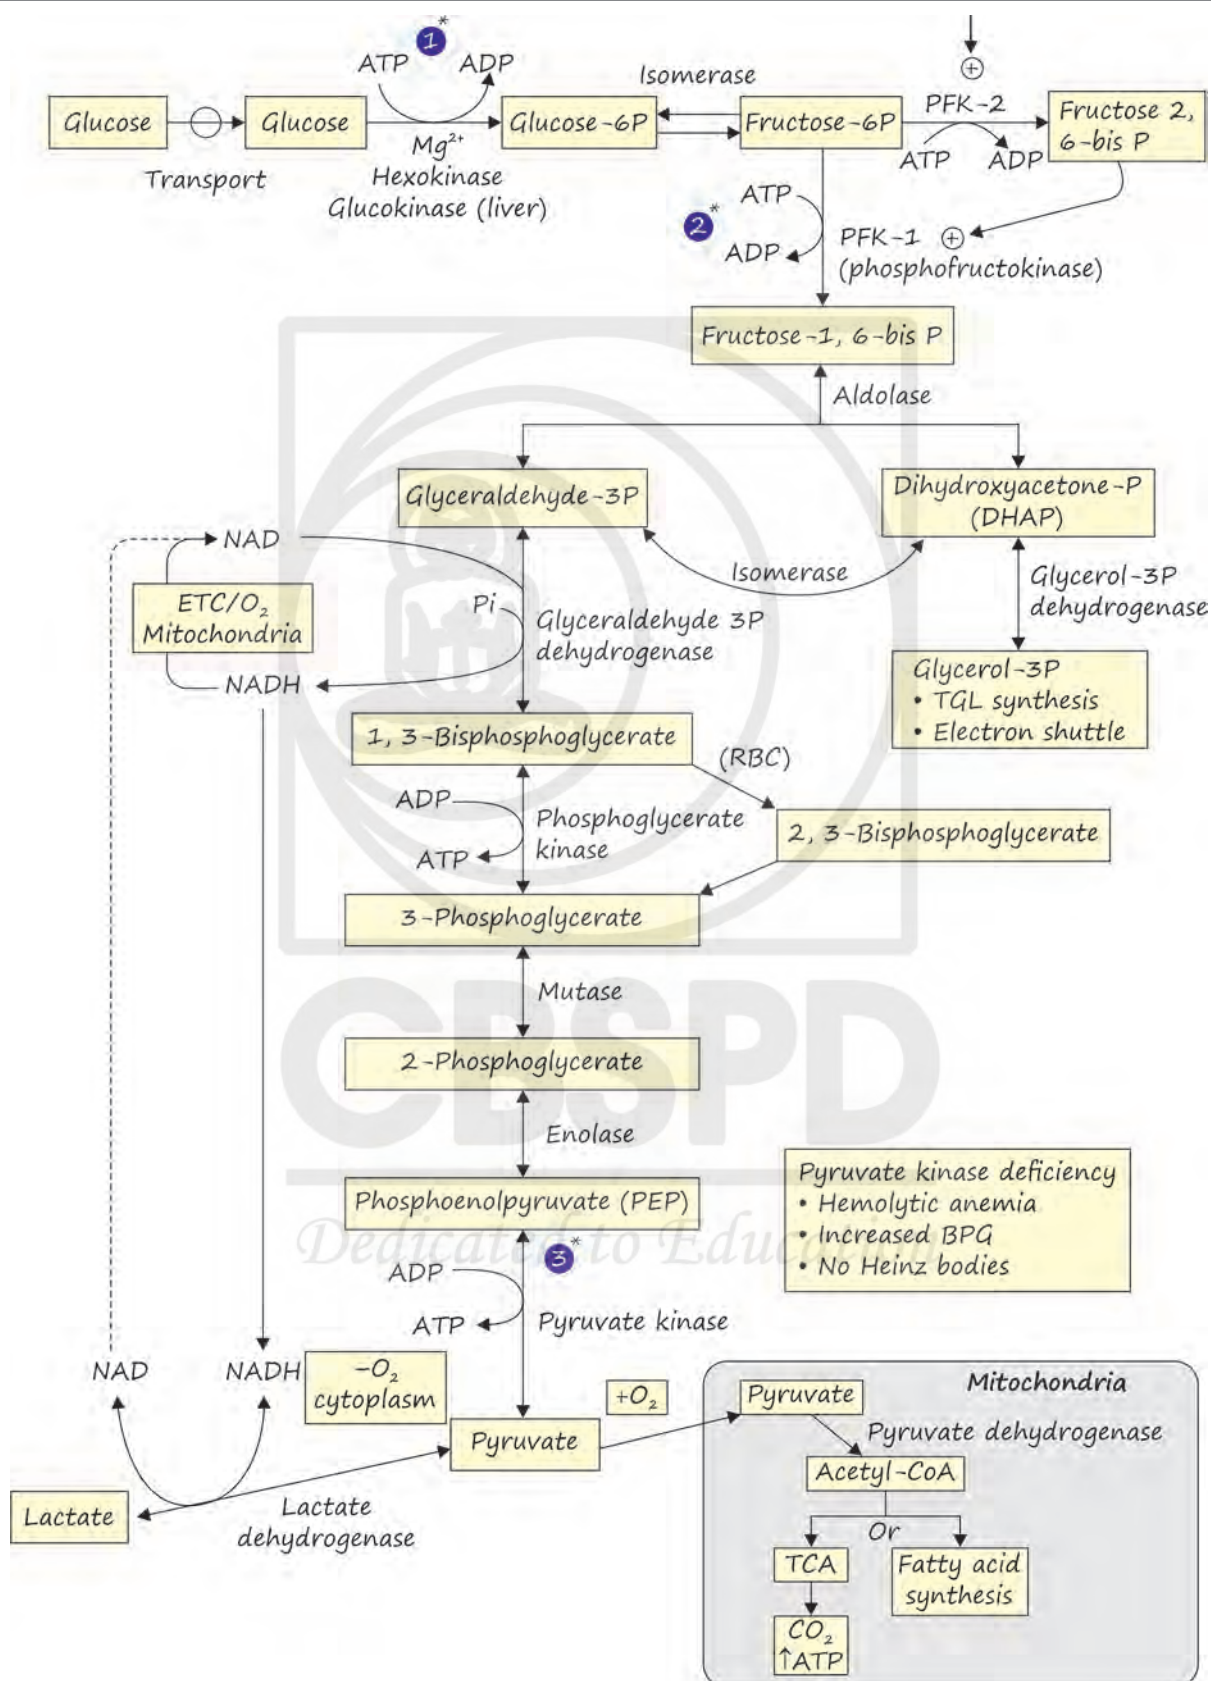 1*
ATP
ADP
Isomerase
⊕
PFK-2
Glucose
Glucose
Glucose-6P
Fructose-6P
Fructose 2,
6-bis P
Mg²⁺
Hexokinase
Glucokinase (liver)
Transport
ATP
ADP
2*
ATP
ADP
PFK-1 ⊕
(phosphofructokinase)
Fructose-1, 6-bis P
Aldolase
Glyceraldehyde-3P
Dihydroxyacetone-P
(DHAP)
NAD
Isomerase
Glycerol-3P
dehydrogenase
ETC/O₂
Mitochondria
Pi
Glyceraldehyde 3P
dehydrogenase
NADH
Glycerol-3P
• TGL synthesis
• Electron shuttle
1, 3-Bisphosphoglycerate
(RBC)
ADP
ATP
Phosphoglycerate
kinase
2, 3-Bisphosphoglycerate
3-Phosphoglycerate
Mutase
2-Phosphoglycerate
CBSPD
Enolase
Pyruvate kinase deficiency
• Hemolytic anemia
• Increased BPG
• No Heinz bodies
Phosphoenolpyruvate (PEP)
Dedicated to Education
3*
ADP
ATP
Pyruvate kinase
NAD
NADH
-O₂
cytoplasm
+O₂
Pyruvate
Mitochondria
Pyruvate
Pyruvate dehydrogenase
Acetyl-CoA
Or
TCA
Fatty acid
synthesis
CO₂
↑ATP
Lactate
Lactate
dehydrogenase